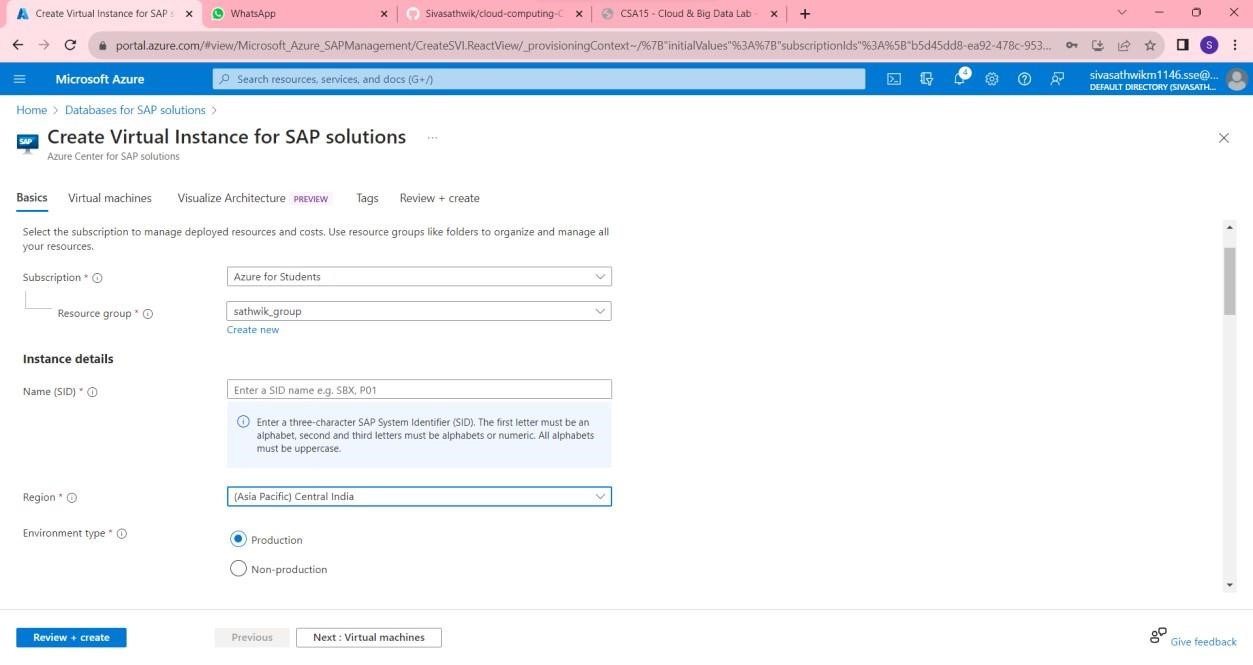 Create Virtual Instance for SAP s
WhatsApp
Sivasathwik/cloud-computing-C
CSA15 - Cloud & Big Data Lab -
portal.azure.com/#view/Microsoft_Azure_SAPManagement/CreateSVI.ReactView/_provisioningContext~/%7B"initialValues"%3A%7B"subscriptionIds"%3A%5B"b5d45dd8-ea92-478c-953...
S
Microsoft Azure
Search resources, services, and docs (G+/)
4
sivasathwikm1146.sse@...
DEFAULT DIRECTORY (SIVASATH...
Home > Databases for SAP solutions >
SAP
Create Virtual Instance for SAP solutions ...
Azure Center for SAP solutions
Basics Virtual machines Visualize Architecture PREVIEW Tags Review + create
Select the subscription to manage deployed resources and costs. Use resource groups like folders to organize and manage all
your resources.
Subscription * Azure for Students
Resource group * sathwik_group
Create new
Instance details
Name (SID) * Enter a SID name e.g. SBX, P01
Enter a three-character SAP System Identifier (SID). The first letter must be an
alphabet, second and third letters must be alphabets or numeric. All alphabets
must be uppercase.
Region * (Asia Pacific) Central India
Environment type * Production
Non-production
Review + create Previous Next : Virtual machines Give feedback